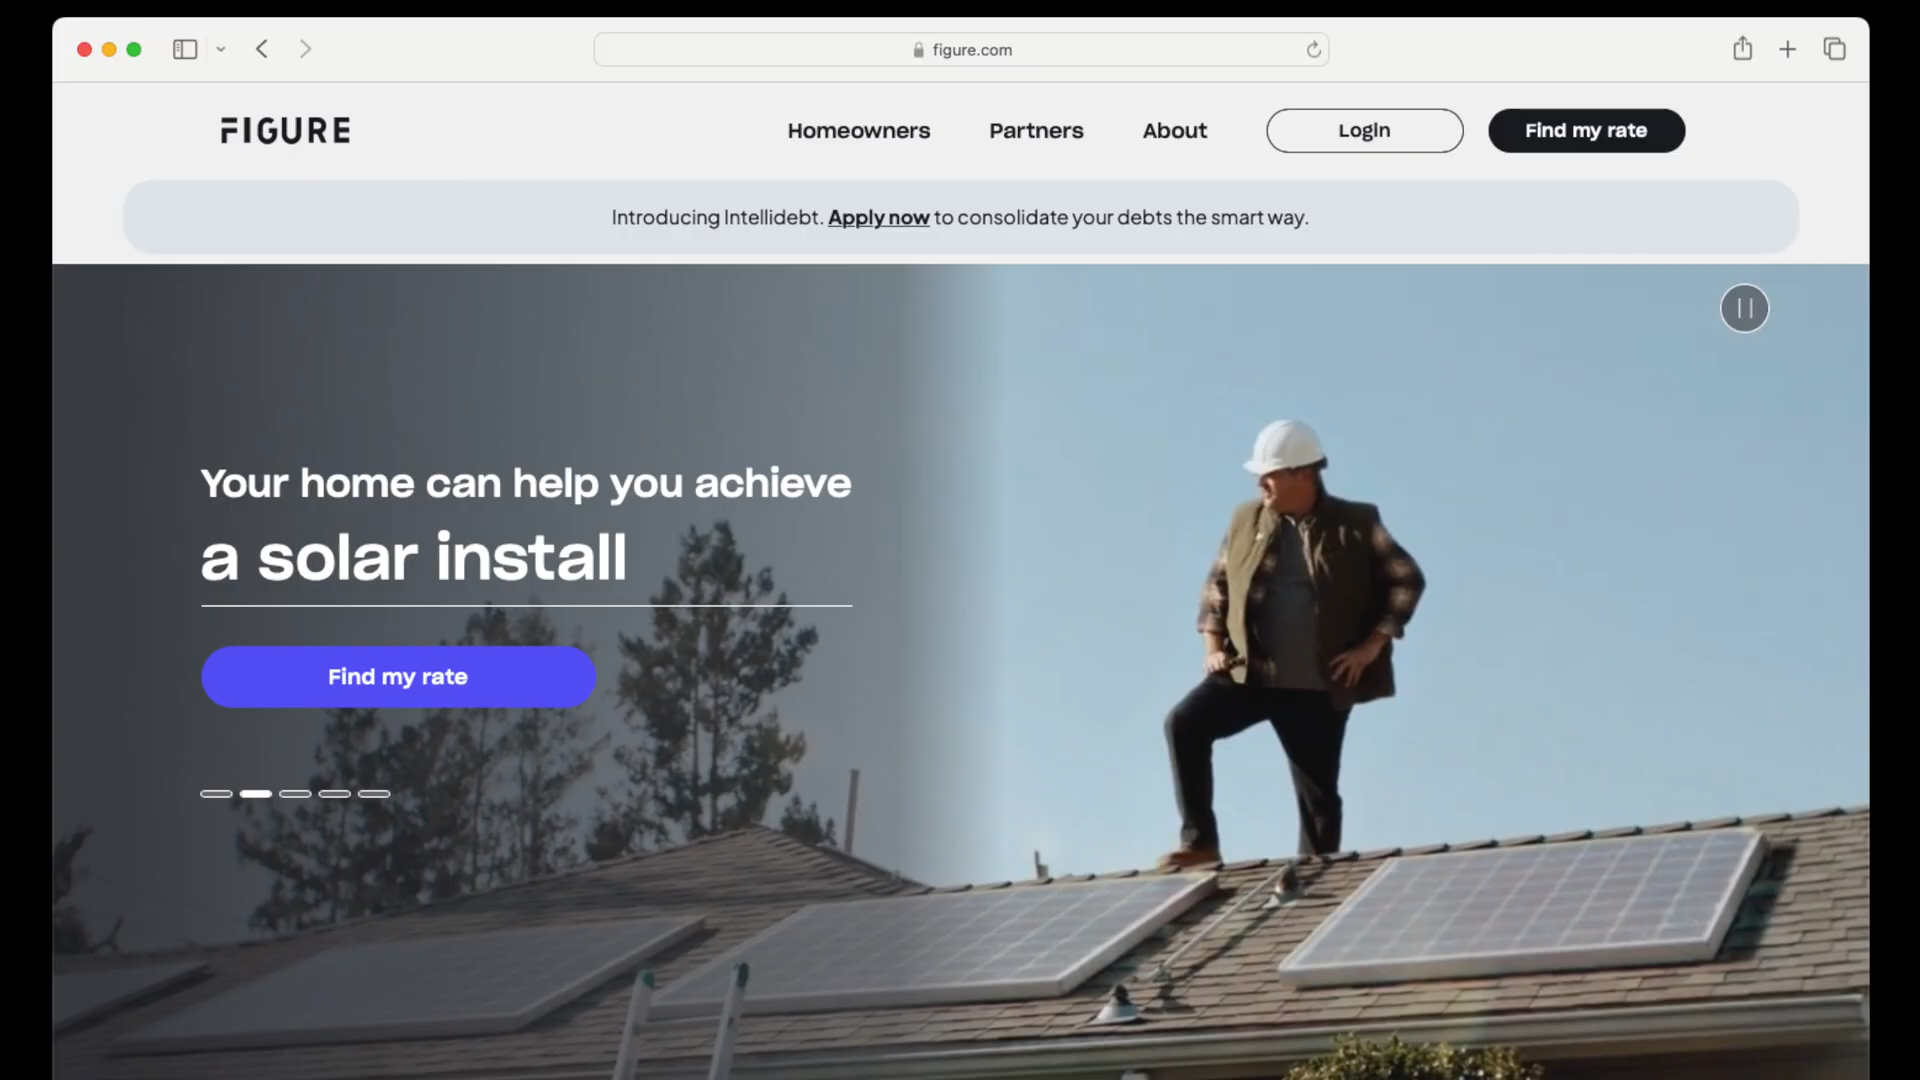 figure.com
FIGURE
Homeowners
Partners
About
Login
Find my rate
Introducing Intellidebt. Apply now to consolidate your debts the smart way.
Your home can help you achieve
a solar install
Find my rate